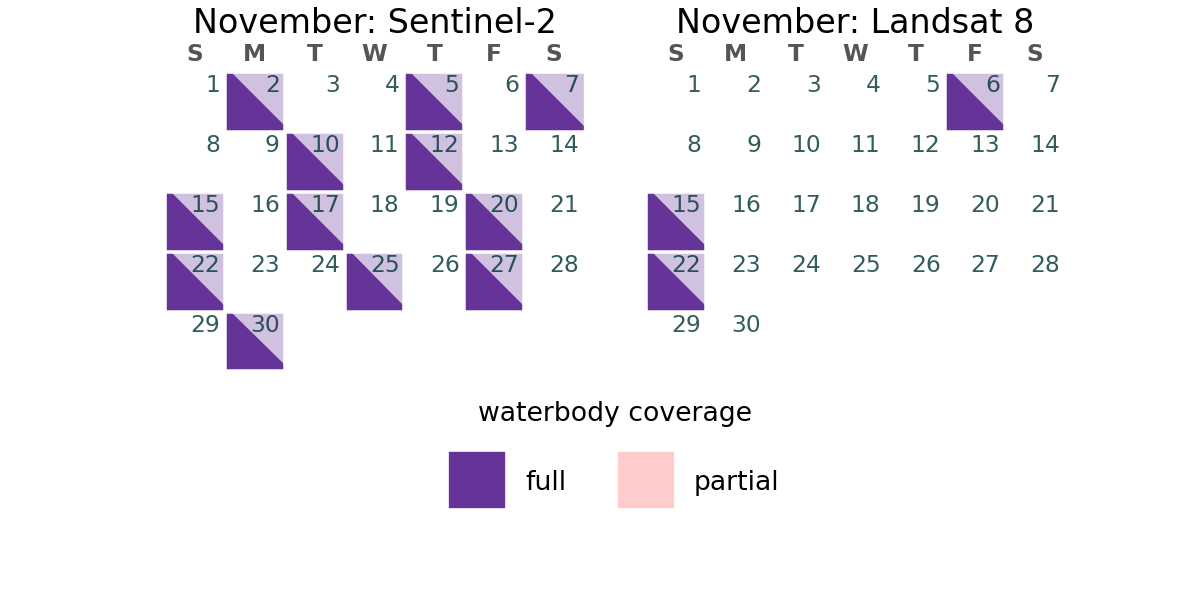 November: Sentinel-2
S M T W T F S
1 2 3 4 5 6 7
8 9 10 11 12 13 14
15 16 17 18 19 20 21
22 23 24 25 26 27 28
29 30
November: Landsat 8
S M T W T F S
1 2 3 4 5 6 7
8 9 10 11 12 13 14
15 16 17 18 19 20 21
22 23 24 25 26 27 28
29 30
waterbody coverage
full partial